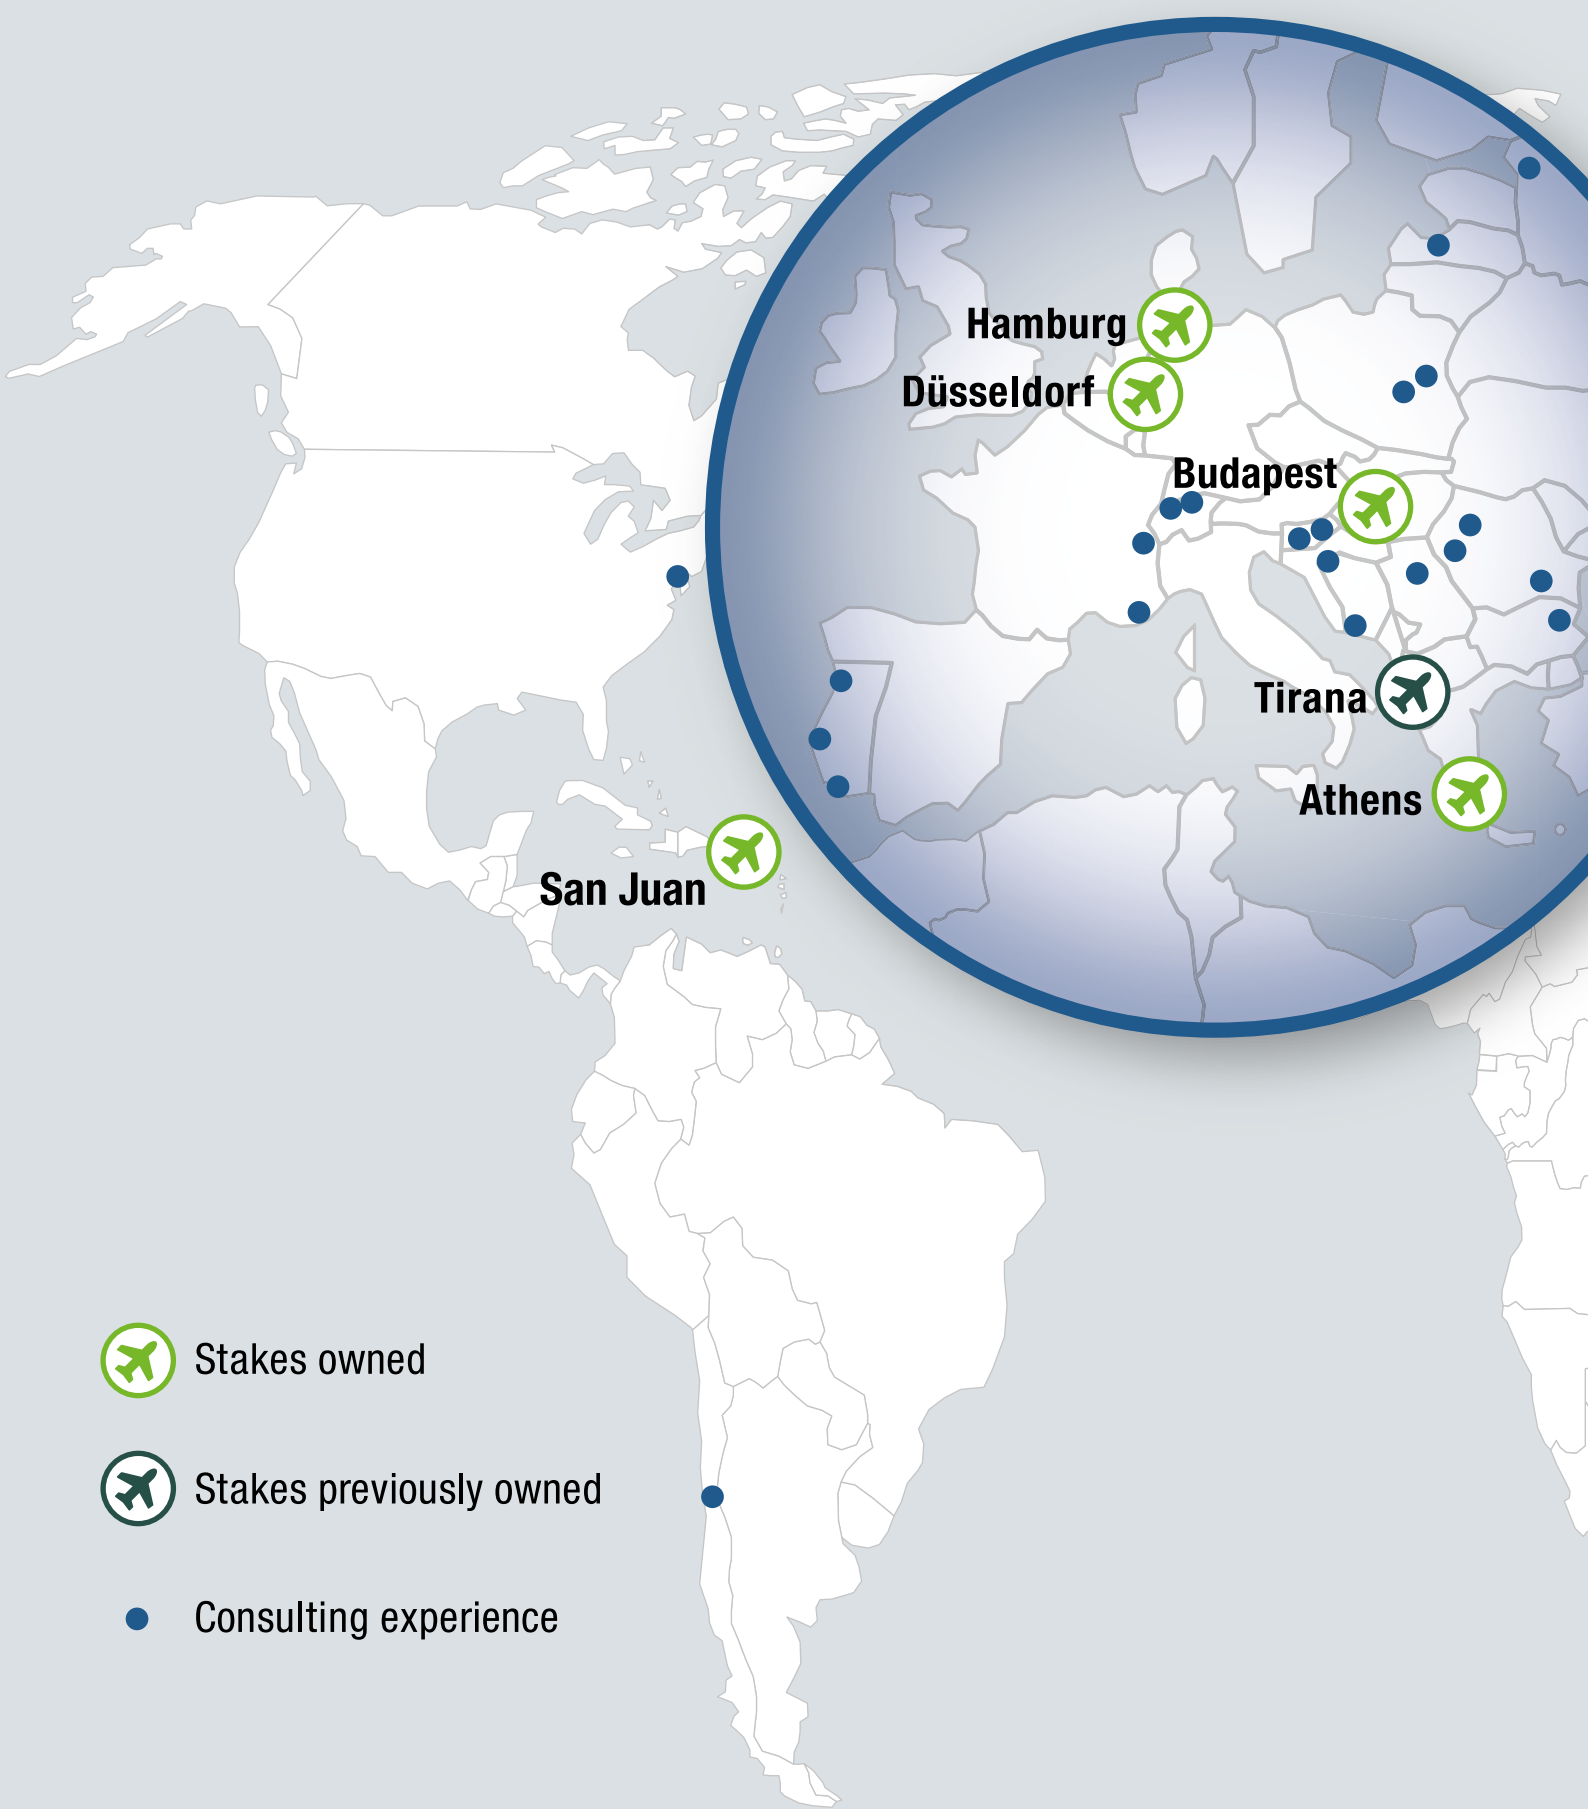 Hamburg
Düsseldorf
Budapest
Tirana
Athens
San Juan
Stakes owned
Stakes previously owned
Consulting experience